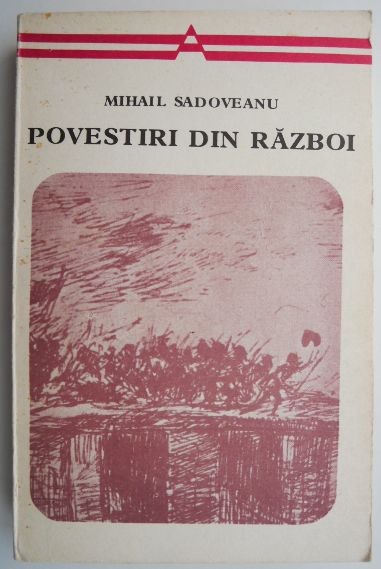 A
MIHAIL SADOVEANU
POVESTIRI DIN RĂZBOI